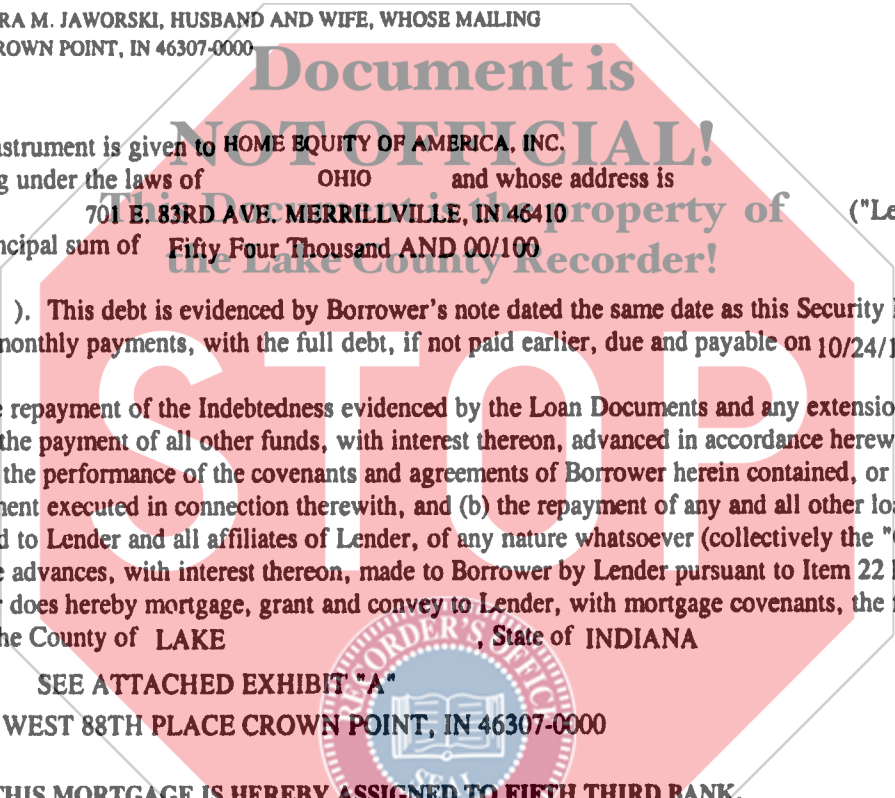 RA M. JAWORSKI, HUSBAND AND WIFE, WHOSE MAILING
ROWN POINT, IN 46307-0000
Document is
NOT OFFICIAL!
nstrument is given to HOME EQUITY OF AMERICA, INC.
g under the laws of OHIO and whose address is
This Document is the property of
701 E. 83RD AVE. MERRILLVILLE, IN 46410 ("Le
ncipal sum of Fifty Four Thousand AND 00/100
the Lake County Recorder!
). This debt is evidenced by Borrower's note dated the same date as this Security
monthly payments, with the full debt, if not paid earlier, due and payable on 10/24/1
STOP
e repayment of the Indebtedness evidenced by the Loan Documents and any extensio
the payment of all other funds, with interest thereon, advanced in accordance herew
the performance of the covenants and agreements of Borrower herein contained, or
ment executed in connection therewith, and (b) the repayment of any and all other loa
d to Lender and all affiliates of Lender, of any nature whatsoever (collectively the "
e advances, with interest thereon, made to Borrower by Lender pursuant to Item 22
r does hereby mortgage, grant and convey to Lender, with mortgage covenants, the
he County of LAKE , State of INDIANA
RECORDER'S OFFICE
SEE ATTACHED EXHIBIT "A"
WEST 88TH PLACE CROWN POINT, IN 46307-0000
SEAL
THIS MORTGAGE IS HEREBY ASSIGNED TO FIFTH THIRD BANK.